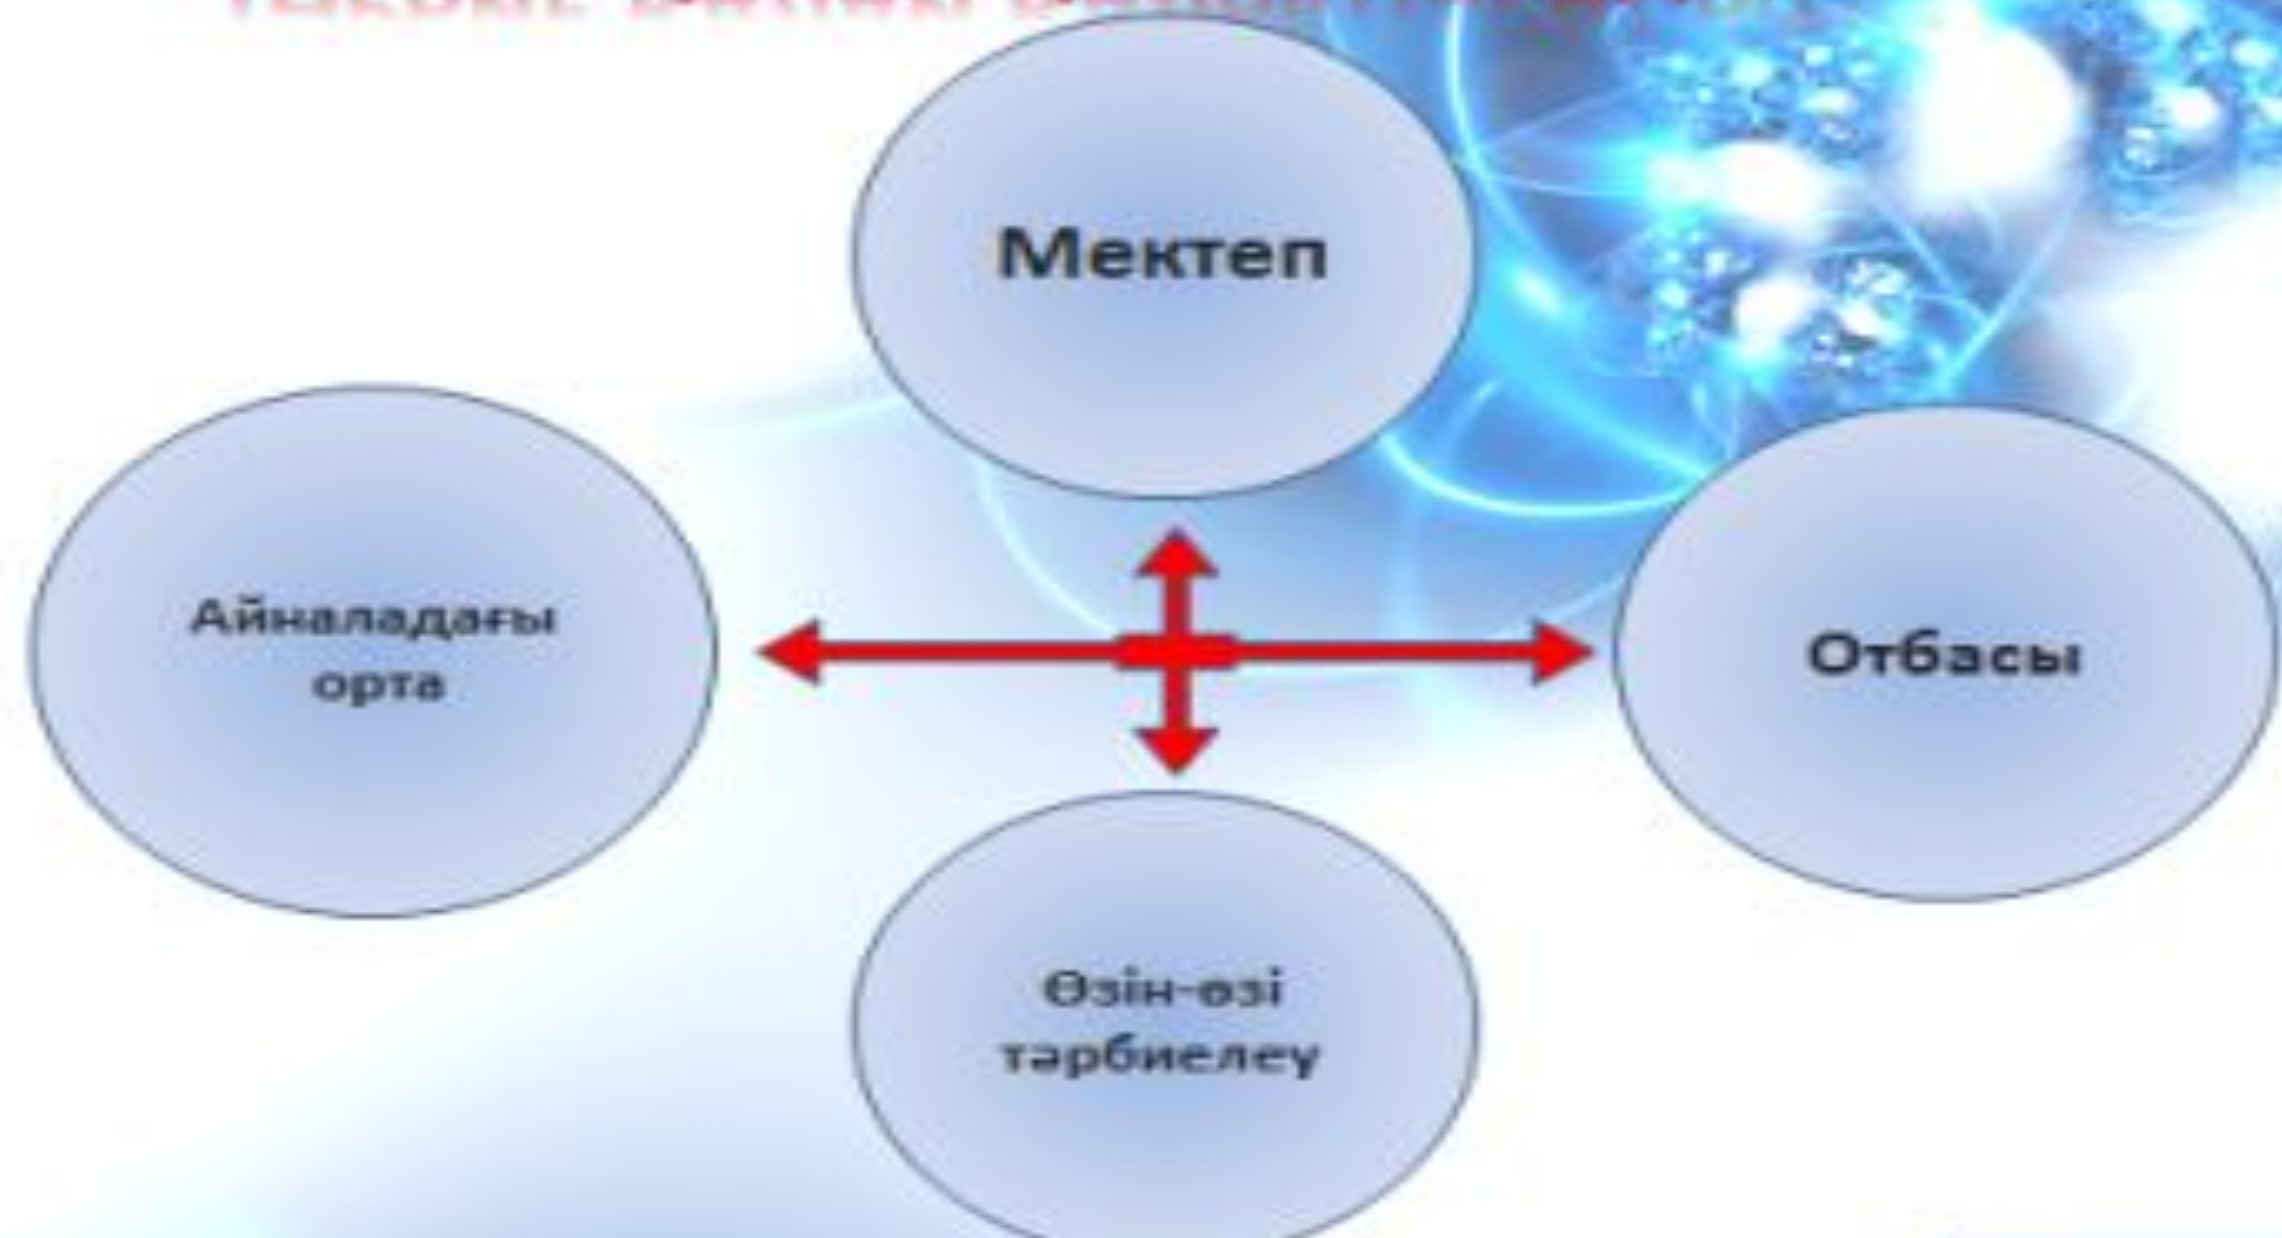 Мектеп
Айналадағы
орта
Отбасы
Өзін-өзі
тәрбиелеу